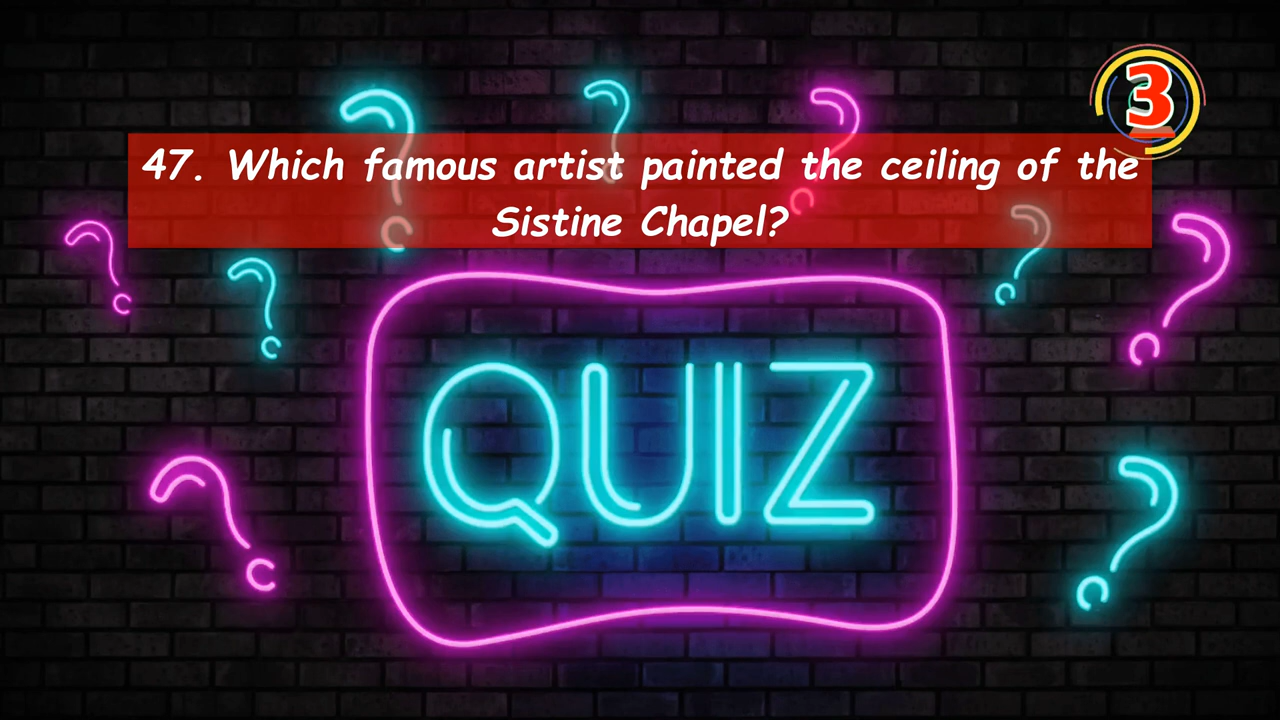 3
47. Which famous artist painted the ceiling of the
Sistine Chapel?
QUIZ